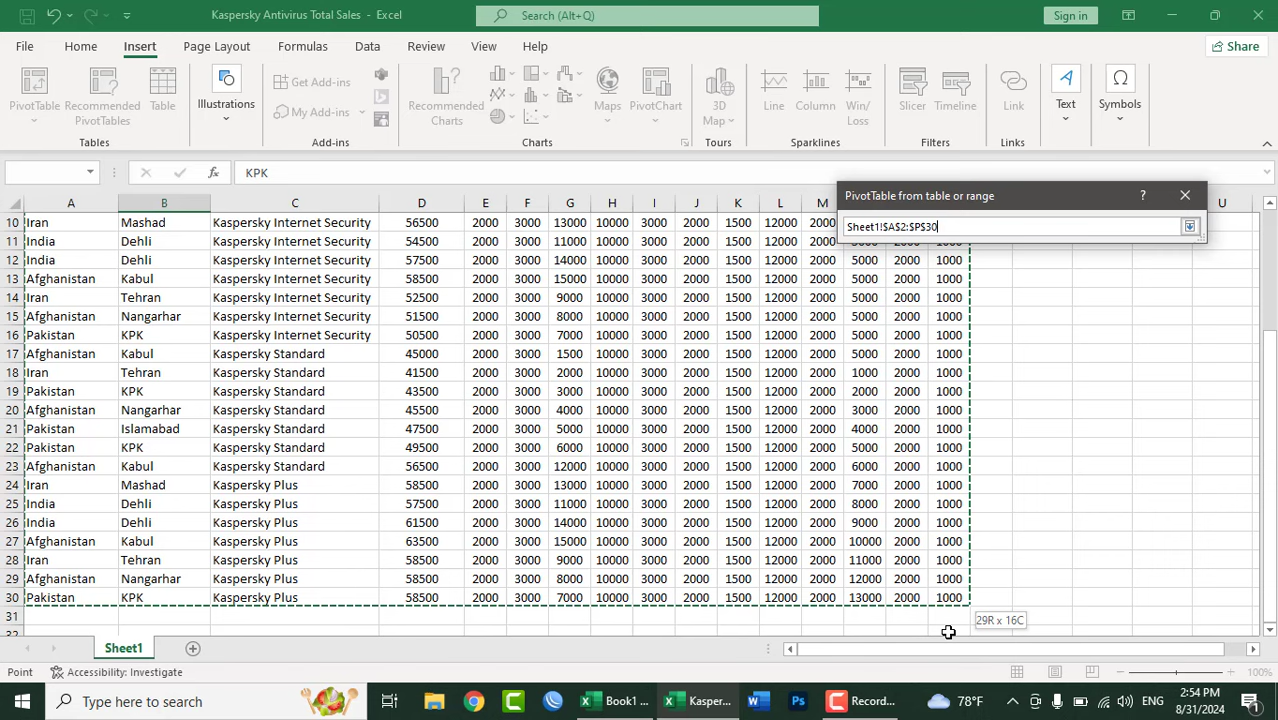 Kaspersky Antivirus Total Sales - Excel
Search (Alt+Q)
Sign in
File Home Insert Page Layout Formulas Data Review View Help
Share
PivotTable
Recommended PivotTables
Table
Illustrations
Get Add-ins
My Add-ins
Recommended Charts
Maps
PivotChart
3D Map
Line
Column
Win/Loss
Slicer
Timeline
Link
Text
Symbols
Tables Add-ins Charts Tours Sparklines Filters Links
fx KPK
PivotTable from table or range ?
Sheet1!$A$2:$P$30
A B C D E F G H I J K L M U
10 Iran Mashad Kaspersky Internet Security 56500 2000 3000 13000 10000 3000 2000 1500 12000 2000
11 India Dehli Kaspersky Internet Security 54500 2000 3000 11000 10000 3000 2000 1500 12000 2000
12 India Dehli Kaspersky Internet Security 57500 2000 3000 14000 10000 3000 2000 1500 12000 2000 5000 2000 1000
13 Afghanistan Kabul Kaspersky Internet Security 58500 2000 3000 15000 10000 3000 2000 1500 12000 2000 5000 2000 1000
14 Iran Tehran Kaspersky Internet Security 52500 2000 3000 9000 10000 3000 2000 1500 12000 2000 5000 2000 1000
15 Afghanistan Nangarhar Kaspersky Internet Security 51500 2000 3000 8000 10000 3000 2000 1500 12000 2000 5000 2000 1000
16 Pakistan KPK Kaspersky Internet Security 50500 2000 3000 7000 10000 3000 2000 1500 12000 2000 5000 2000 1000
17 Afghanistan Kabul Kaspersky Standard 45000 2000 3000 1500 10000 3000 2000 1500 12000 2000 5000 2000 1000
18 Iran Tehran Kaspersky Standard 41500 2000 3000 2000 10000 3000 2000 1500 12000 2000 1000 2000 1000
19 Pakistan KPK Kaspersky Standard 43500 2000 3000 3000 10000 3000 2000 1500 12000 2000 2000 2000 1000
20 Afghanistan Nangarhar Kaspersky Standard 45500 2000 3000 4000 10000 3000 2000 1500 12000 2000 3000 2000 1000
21 Pakistan Islamabad Kaspersky Standard 47500 2000 3000 5000 10000 3000 2000 1500 12000 2000 4000 2000 1000
22 Pakistan KPK Kaspersky Standard 49500 2000 3000 6000 10000 3000 2000 1500 12000 2000 5000 2000 1000
23 Afghanistan Kabul Kaspersky Standard 56500 2000 3000 12000 10000 3000 2000 1500 12000 2000 6000 2000 1000
24 Iran Mashad Kaspersky Plus 58500 2000 3000 13000 10000 3000 2000 1500 12000 2000 7000 2000 1000
25 India Dehli Kaspersky Plus 57500 2000 3000 11000 10000 3000 2000 1500 12000 2000 8000 2000 1000
26 India Dehli Kaspersky Plus 61500 2000 3000 14000 10000 3000 2000 1500 12000 2000 9000 2000 1000
27 Afghanistan Kabul Kaspersky Plus 63500 2000 3000 15000 10000 3000 2000 1500 12000 2000 10000 2000 1000
28 Iran Tehran Kaspersky Plus 58500 2000 3000 9000 10000 3000 2000 1500 12000 2000 11000 2000 1000
29 Afghanistan Nangarhar Kaspersky Plus 58500 2000 3000 8000 10000 3000 2000 1500 12000 2000 12000 2000 1000
30 Pakistan KPK Kaspersky Plus 58500 2000 3000 7000 10000 3000 2000 1500 12000 2000 13000 2000 1000
31
29R x 16C
Sheet1
Point Accessibility: Investigate 100%
Type here to search
Book1 ...
Kasper...
Record...
78°F
ENG
2:54 PM
8/31/2024
1